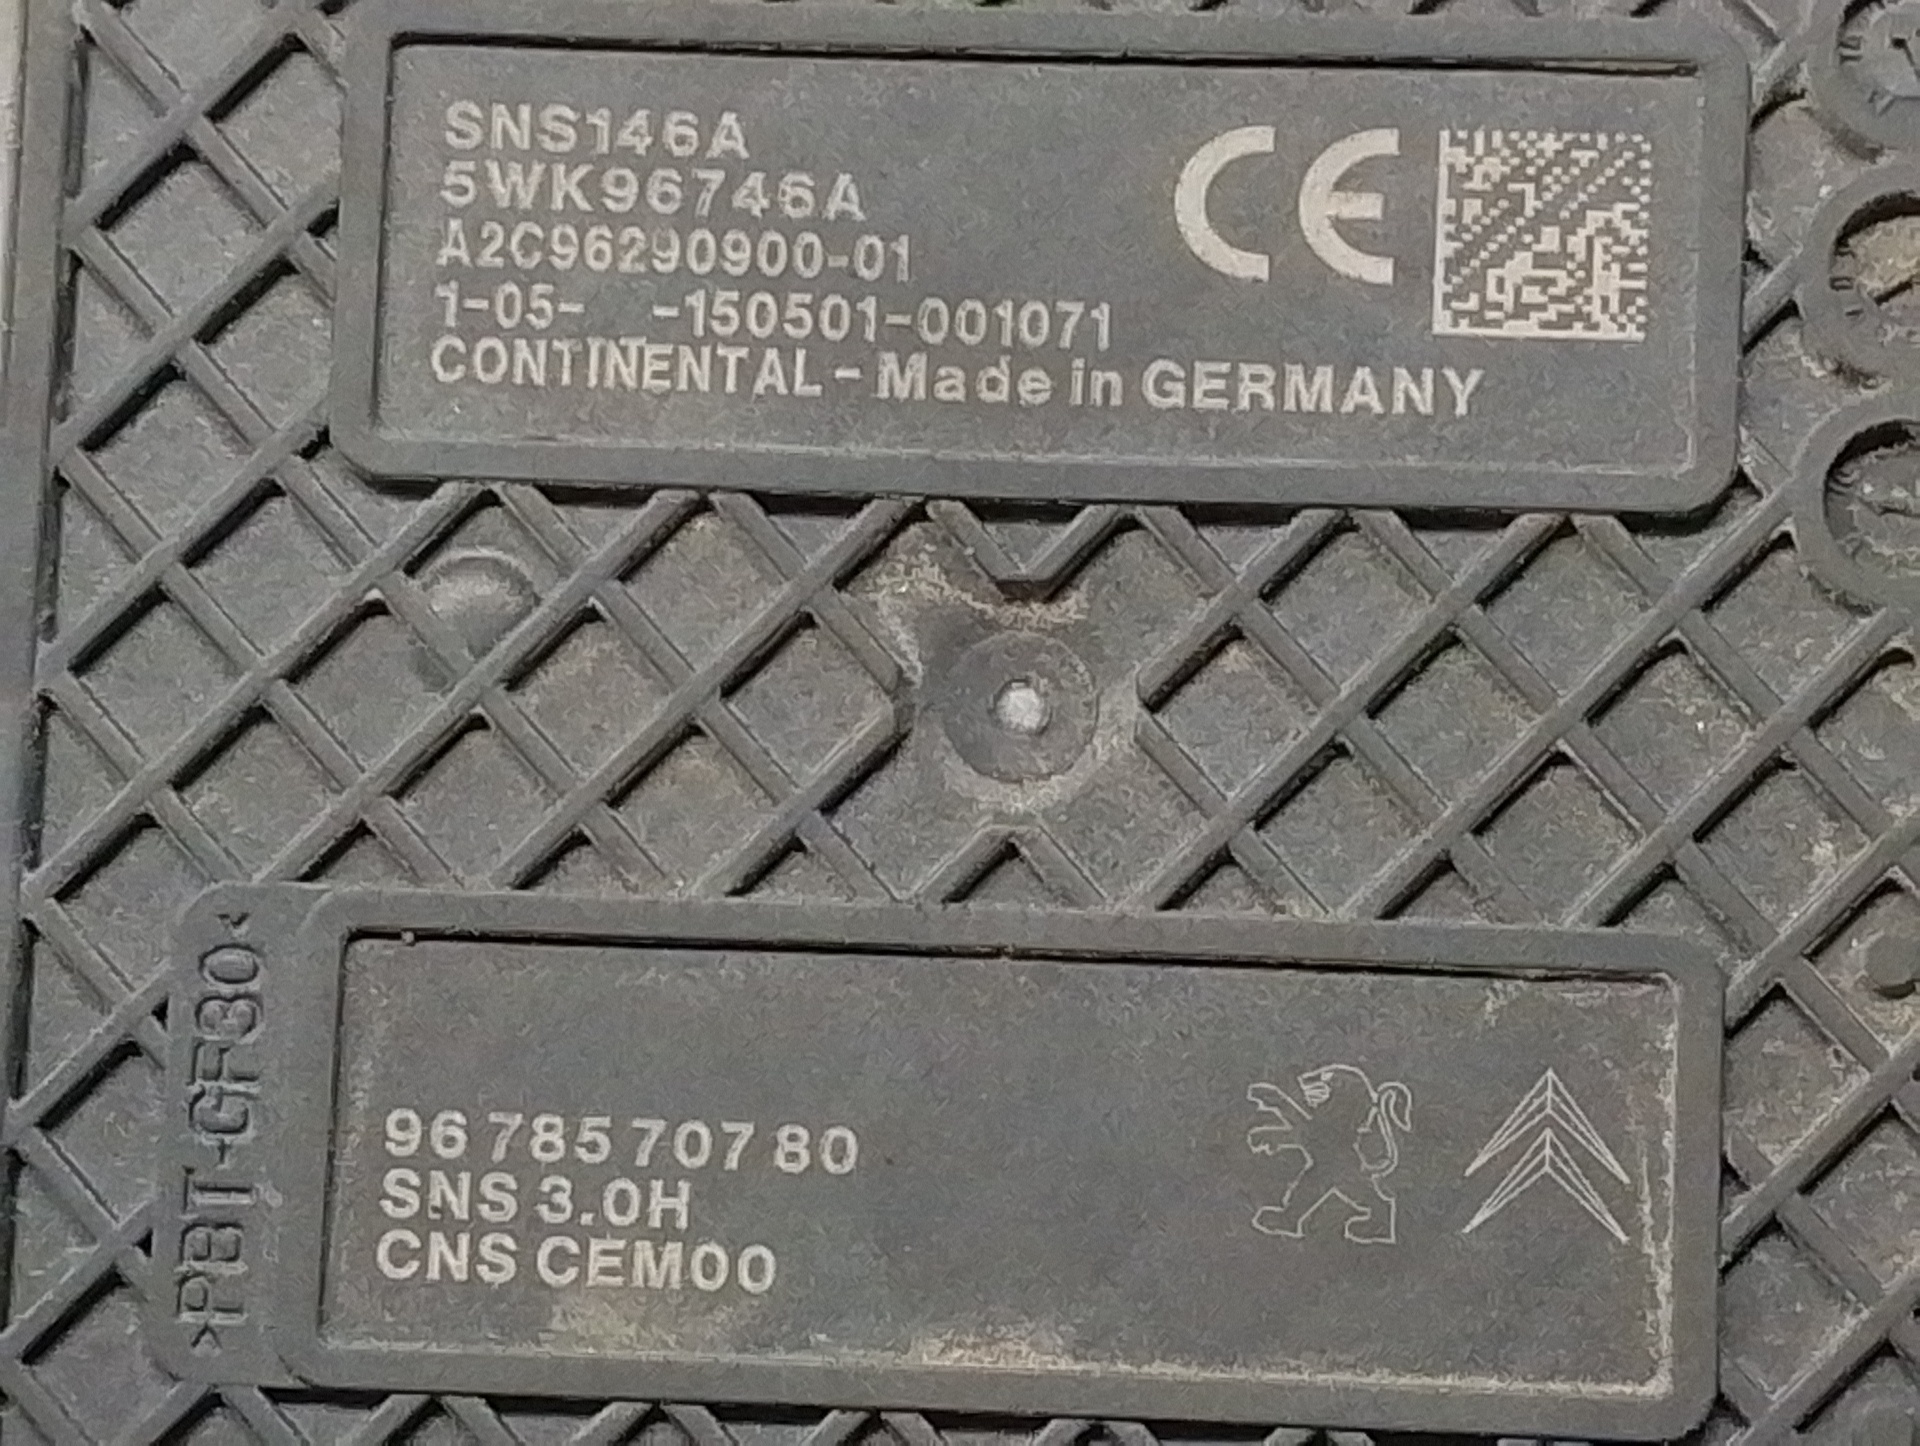 SNS146A
5WK96746A
A2C96290900-01
1-05- -150501-001071
CONTINENTAL - Made in GERMANY
CE
>PBT-GF30<
96 785 707 80
SNS 3.0H
CNS CEM00